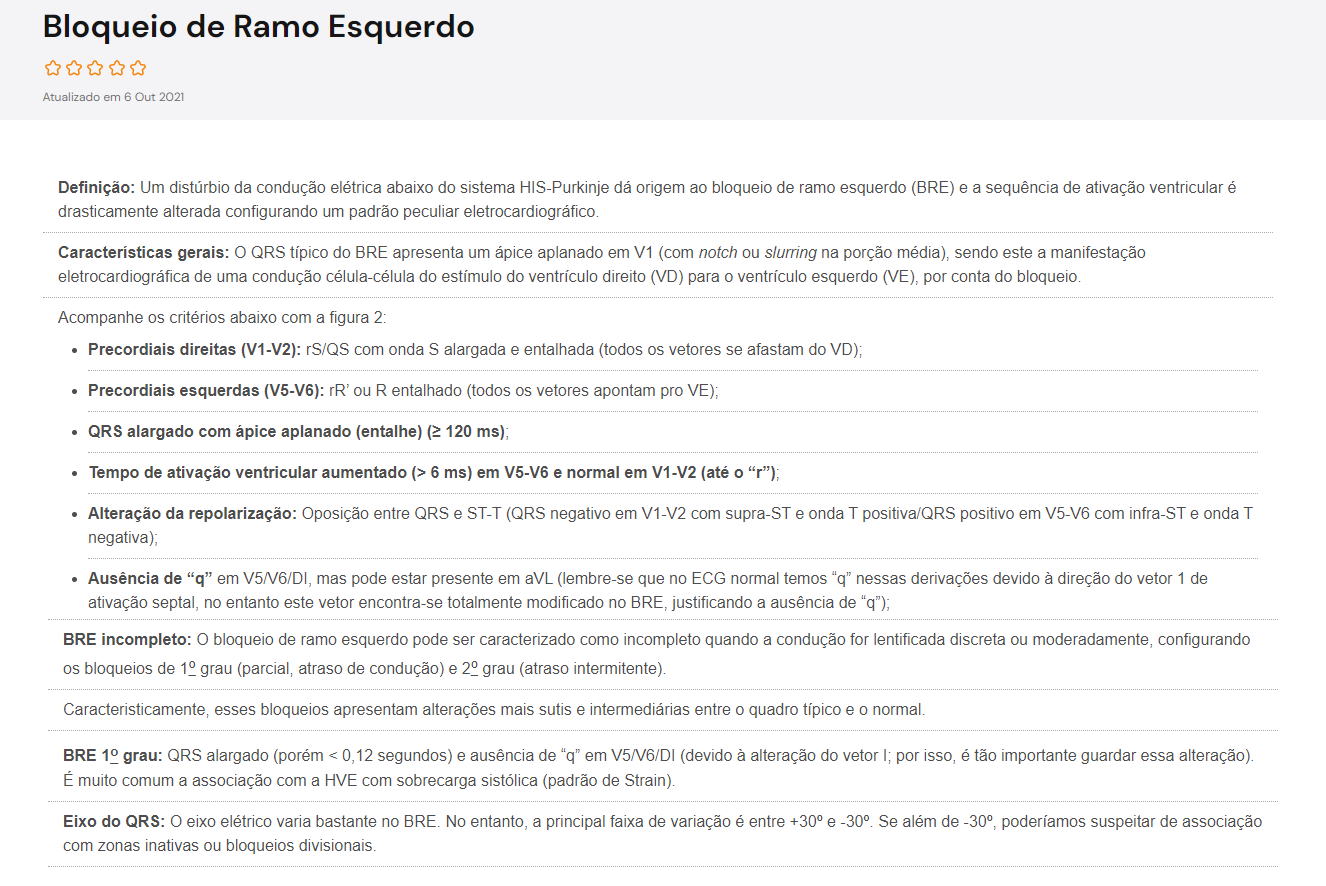 Bloqueio de Ramo Esquerdo
Atualizado em 6 Out 2021
Definição: Um distúrbio da condução elétrica abaixo do sistema HIS-Purkinje dá origem ao bloqueio de ramo esquerdo (BRE) e a sequência de ativação ventricular é
drasticamente alterada configurando um padrão peculiar eletrocardiográfico.
Características gerais: O QRS típico do BRE apresenta um ápice aplanado em V1 (com notch ou slurring na porção média), sendo este a manifestação
eletrocardiográfica de uma condução célula-célula do estímulo do ventrículo direito (VD) para o ventrículo esquerdo (VE), por conta do bloqueio.
Acompanhe os critérios abaixo com a figura 2:
• Precordiais direitas (V1-V2): rS/QS com onda S alargada e entalhada (todos os vetores se afastam do VD);
• Precordiais esquerdas (V5-V6): rR’ ou R entalhado (todos os vetores apontam pro VE);
• QRS alargado com ápice aplanado (entalhe) (≥ 120 ms);
• Tempo de ativação ventricular aumentado (> 6 ms) em V5-V6 e normal em V1-V2 (até o “r”);
• Alteração da repolarização: Oposição entre QRS e ST-T (QRS negativo em V1-V2 com supra-ST e onda T positiva/QRS positivo em V5-V6 com infra-ST e onda T
negativa);
• Ausência de “q” em V5/V6/DI, mas pode estar presente em aVL (lembre-se que no ECG normal temos “q” nessas derivações devido à direção do vetor 1 de
ativação septal, no entanto este vetor encontra-se totalmente modificado no BRE, justificando a ausência de “q”);
BRE incompleto: O bloqueio de ramo esquerdo pode ser caracterizado como incompleto quando a condução for lentificada discreta ou moderadamente, configurando
os bloqueios de 1º grau (parcial, atraso de condução) e 2º grau (atraso intermitente).
Caracteristicamente, esses bloqueios apresentam alterações mais sutis e intermediárias entre o quadro típico e o normal.
BRE 1º grau: QRS alargado (porém < 0,12 segundos) e ausência de “q” em V5/V6/DI (devido à alteração do vetor I; por isso, é tão importante guardar essa alteração).
É muito comum a associação com a HVE com sobrecarga sistólica (padrão de Strain).
Eixo do QRS: O eixo elétrico varia bastante no BRE. No entanto, a principal faixa de variação é entre +30º e -30º. Se além de -30º, poderíamos suspeitar de associação
com zonas inativas ou bloqueios divisionais.